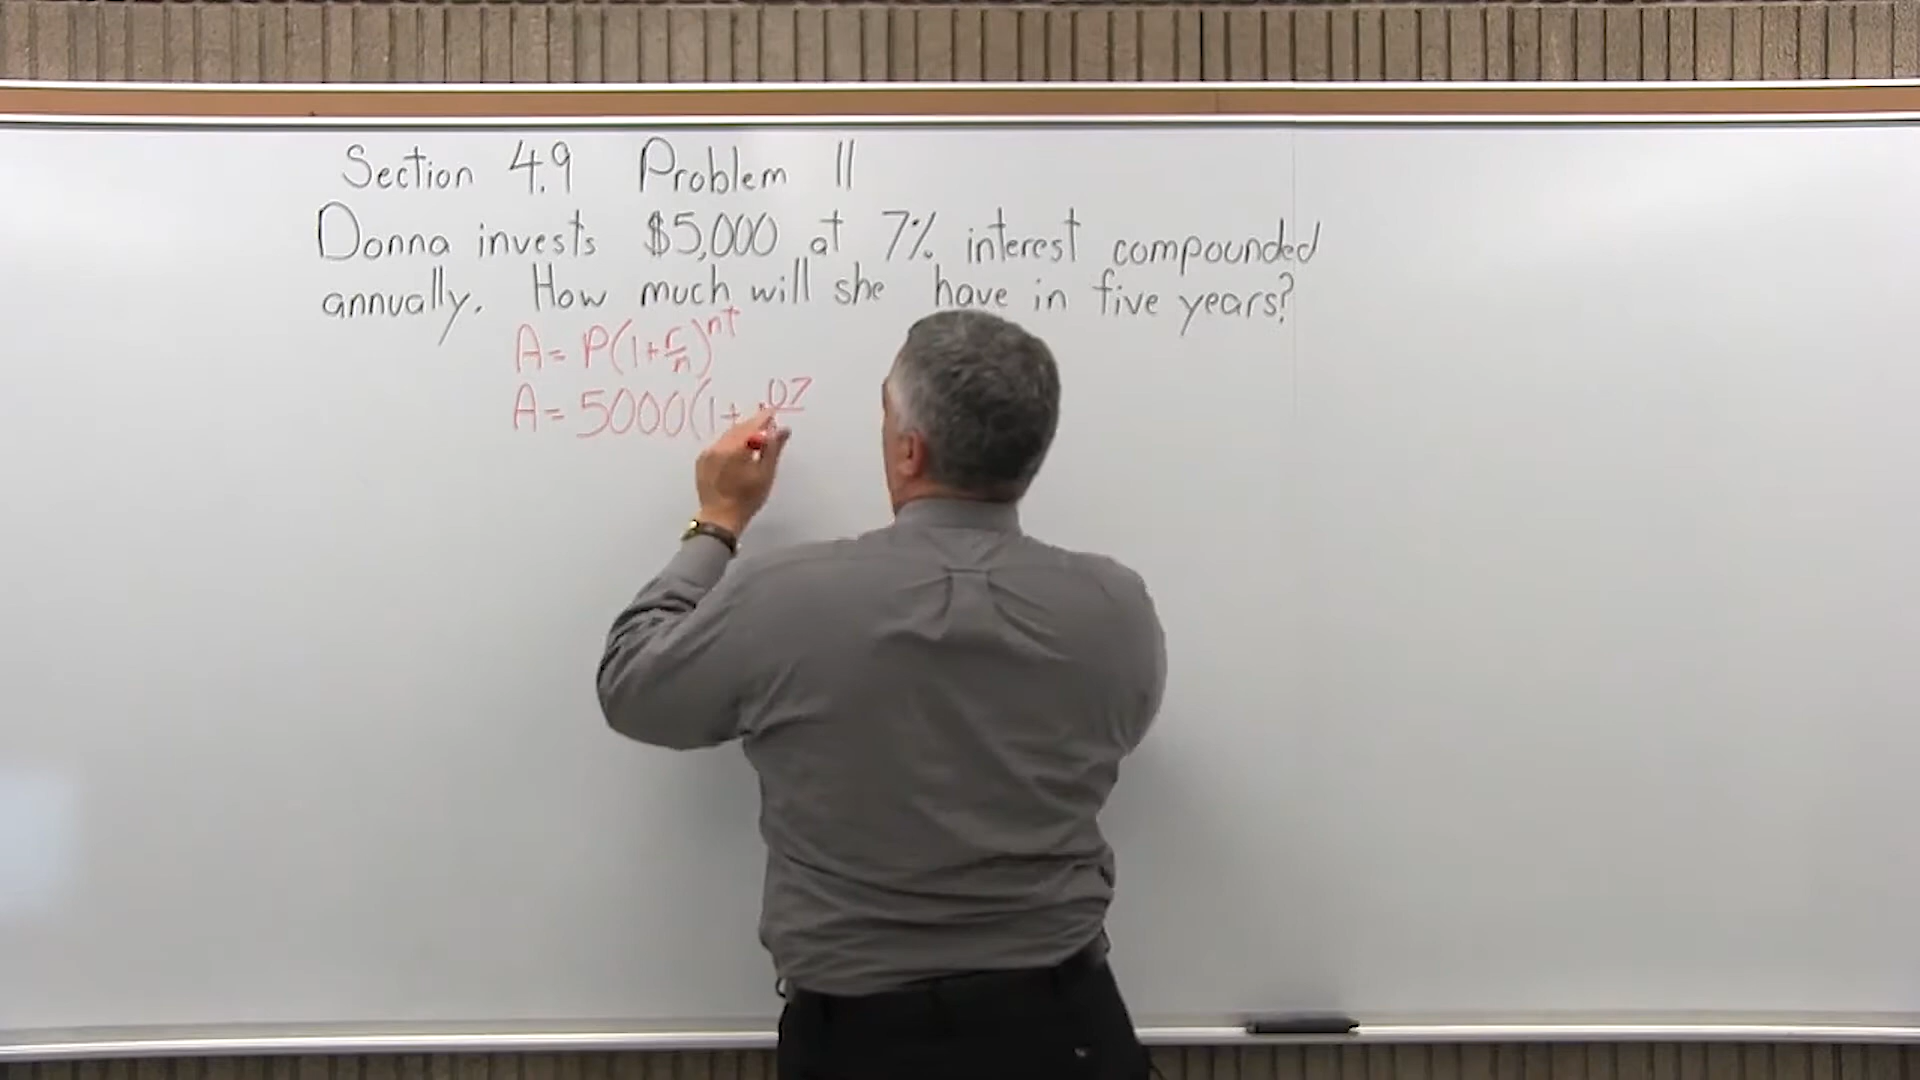 Section 4.9 Problem 11
Donna invests $5,000 at 7% interest compounded
annually. How much will she have in five years?
A = P(1+r/n)^nt
A = 5000(1+ .07